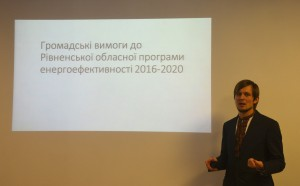 Громадські вимоги до
Рівненської обласної програми
енергоефективності 2016-2020